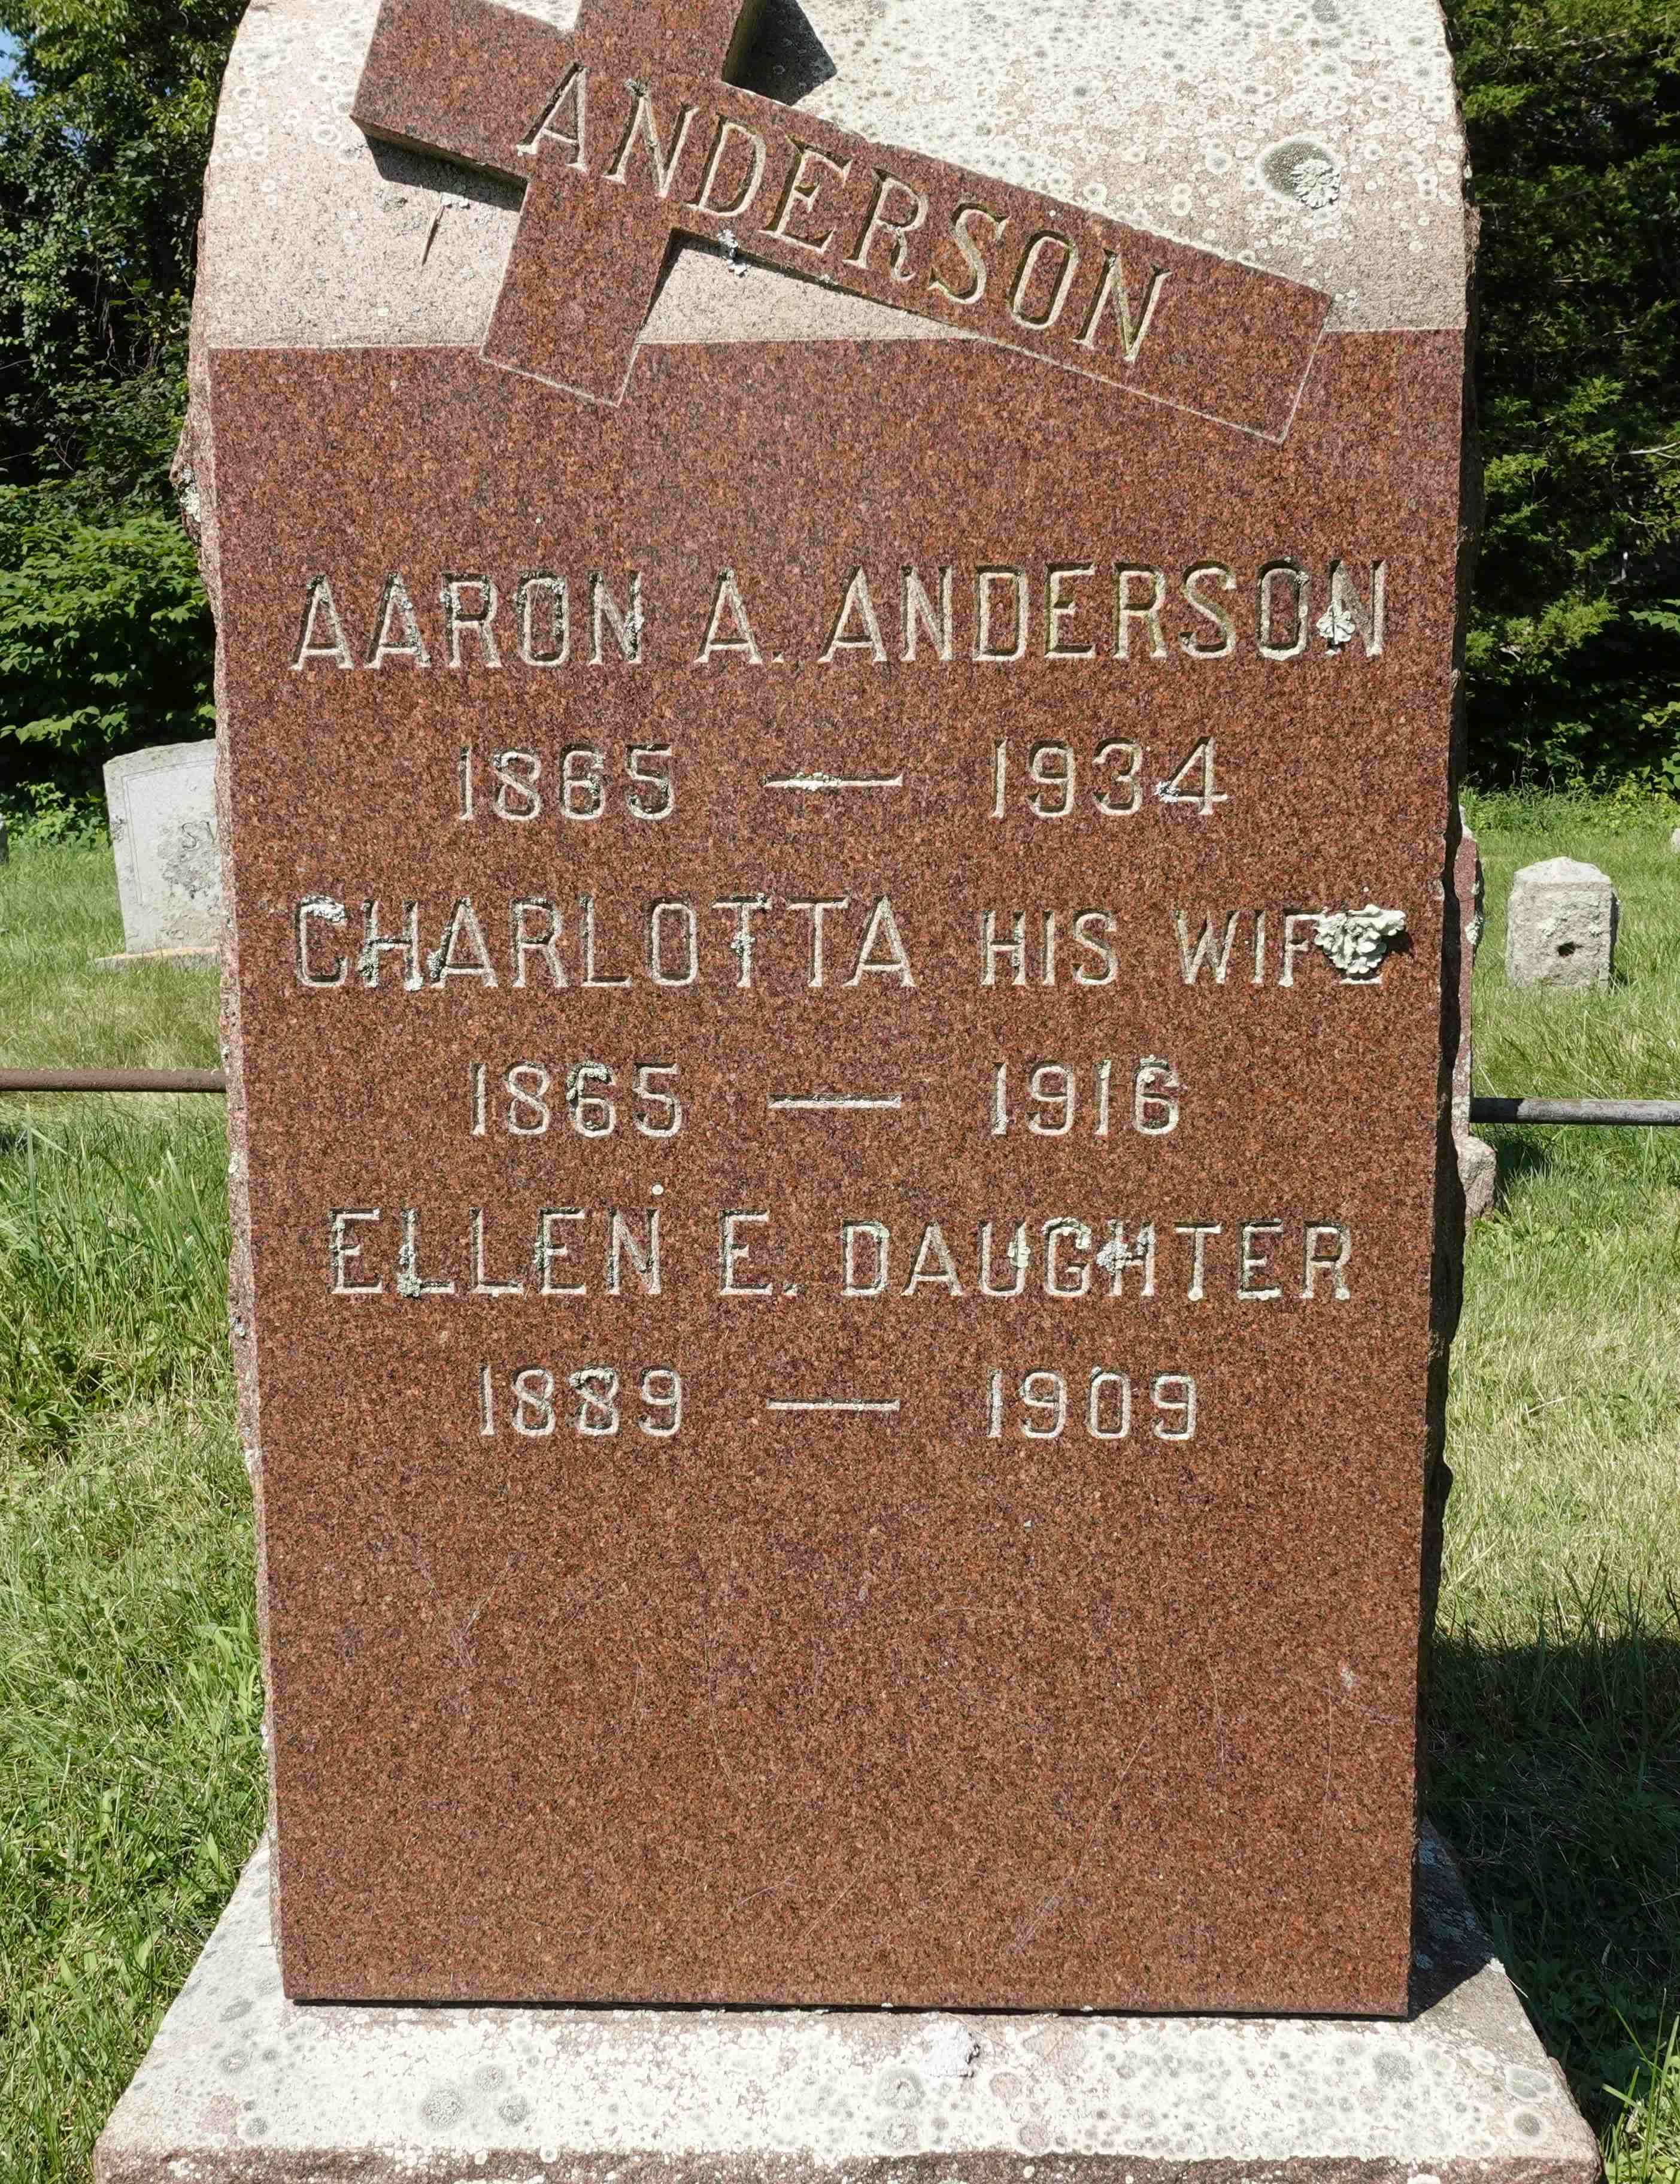 ANDERSON
AARON A. ANDERSON
1865 — 1934
CHARLOTTA HIS WIFE
1865 — 1916
ELLEN E. DAUGHTER
1889 — 1909